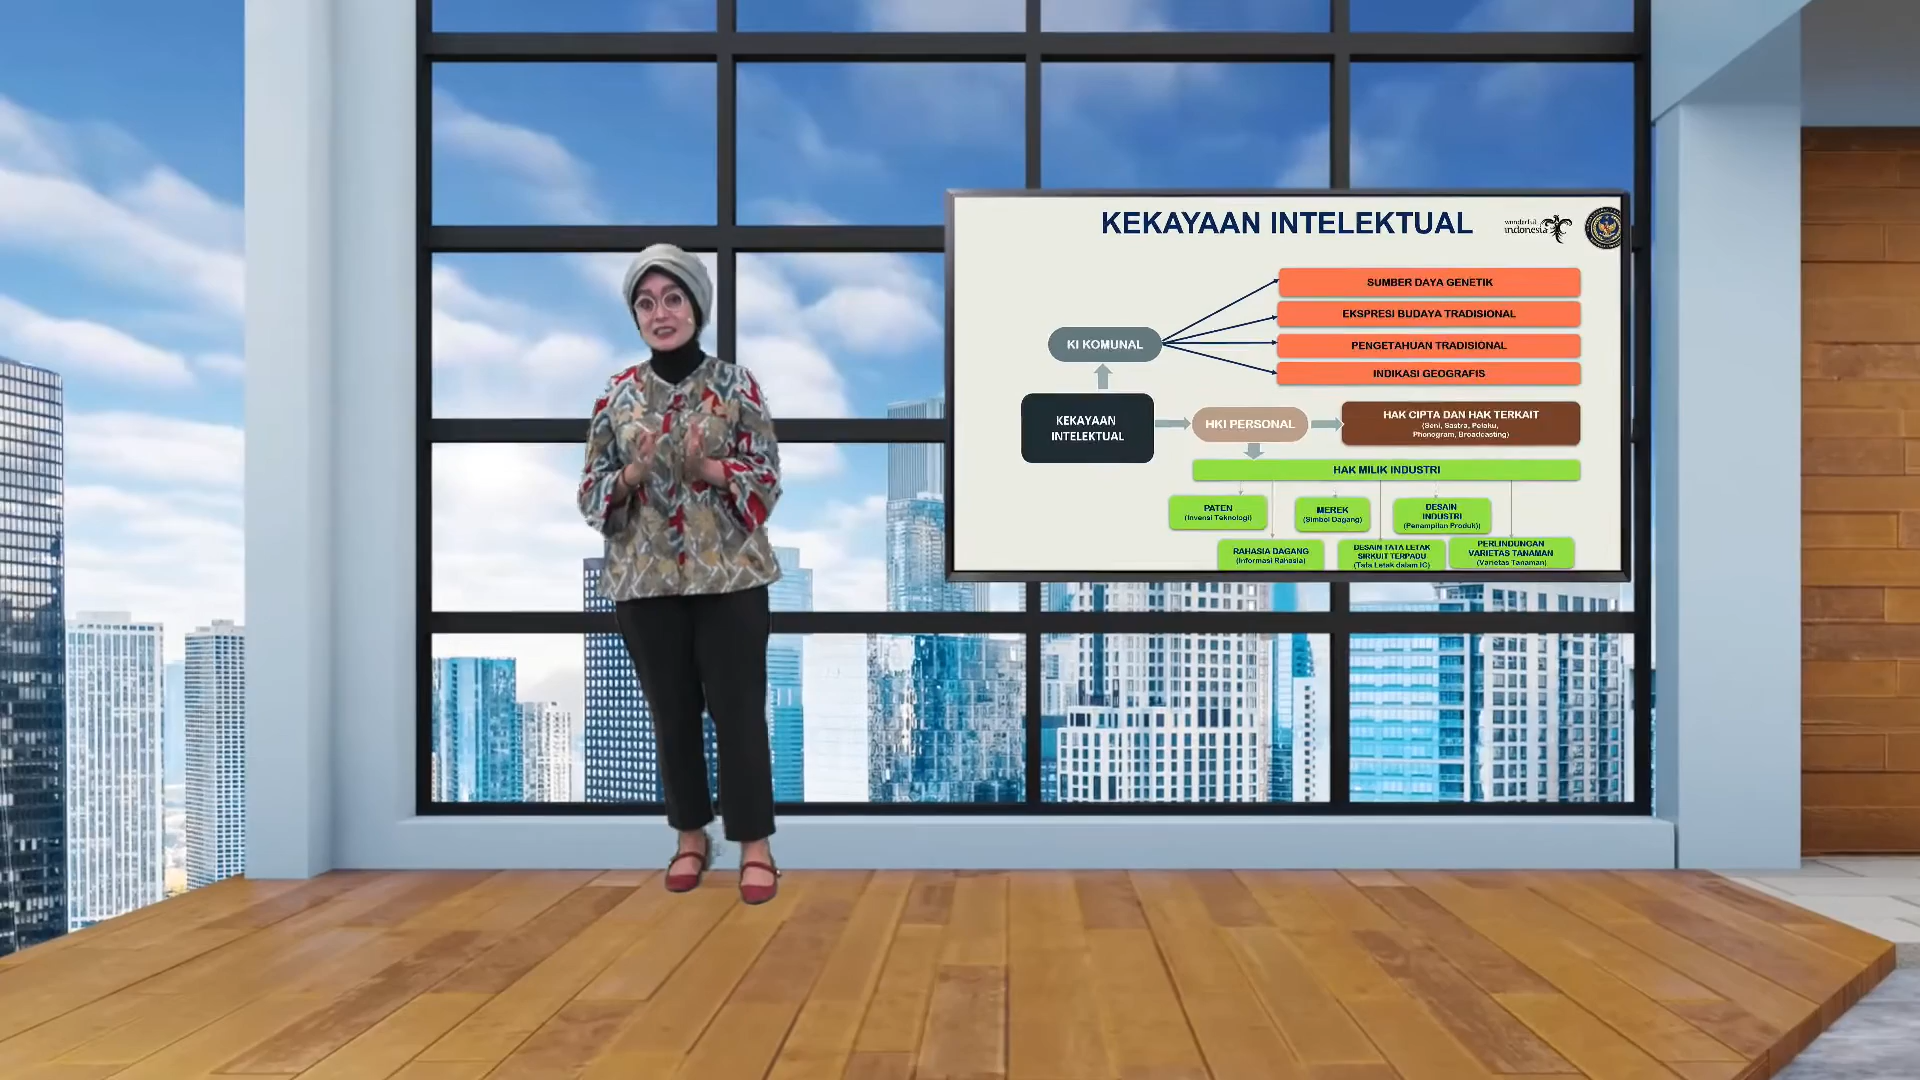 KEKAYAAN INTELEKTUAL
wonderful
indonesia
SUMBER DAYA GENETIK
EKSPRESI BUDAYA TRADISIONAL
KI KOMUNAL
PENGETAHUAN TRADISIONAL
INDIKASI GEOGRAFIS
KEKAYAAN
INTELEKTUAL
HKI PERSONAL
HAK CIPTA DAN HAK TERKAIT
(Seni, Sastra, Pelaku,
Phonogram, Broadcasting)
HAK MILIK INDUSTRI
PATEN
(Invensi Teknologi)
MEREK
(Simbol Dagang)
DESAIN
INDUSTRI
(Penampilan Produk))
RAHASIA DAGANG
(Informasi Rahasia)
DESAIN TATA LETAK
SIRKUIT TERPADU
(Tata Letak dalam IC)
PERLINDUNGAN
VARIETAS TANAMAN
(Varietas Tanaman)